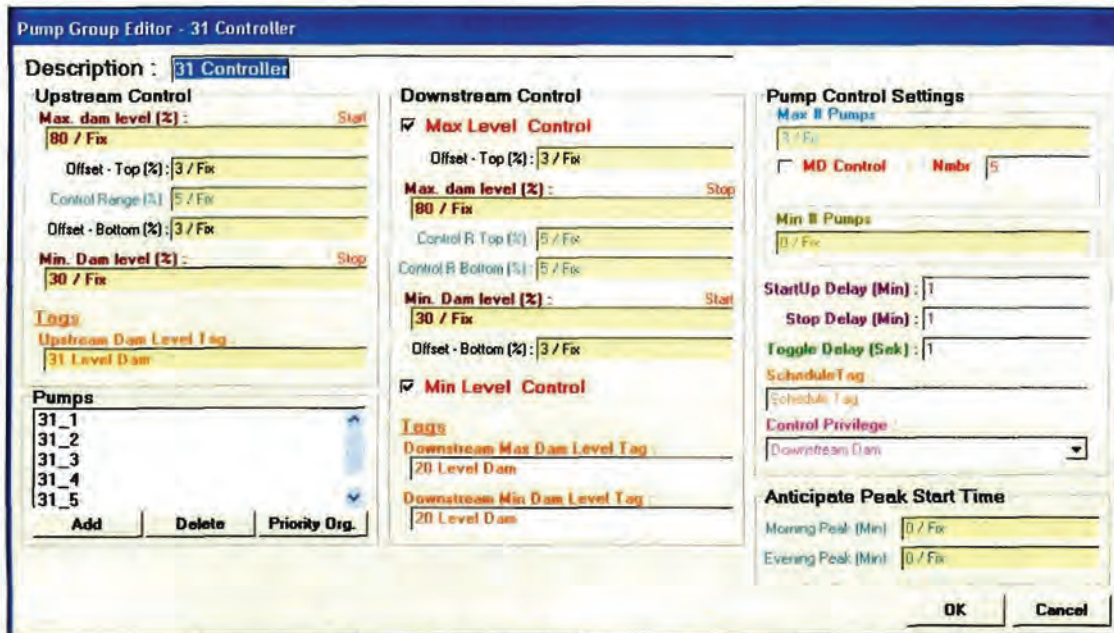 Pump Group Editor - 31 Controller
Description : 31 Controller
Upstream Control
Max. dam level (%) : Start
80 / Fix
Offset - Top (%) : 3 / Fix
Control Range (%) 5 / Fix
Offset - Bottom (%) : 3 / Fix
Min. Dam level (%) : Stop
30 / Fix
Tags
Upstream Dam Level Tag :
31 Level Dam
Pumps
31_1
31_2
31_3
31_4
31_5
Add Delete Priority Org.
Downstream Control
Max Level Control
Offset - Top (%) : 3 / Fix
Max. dam level (%) : Stop
80 / Fix
Control R Top (%) 5 / Fix
Control R Bottom (%) : 5 / Fix
Min. Dam level (%) : Start
30 / Fix
Offset - Bottom (%) : 3 / Fix
Min Level Control
Tags
Downstream Max Dam Level Tag :
20 Level Dam
Downstream Min Dam Level Tag :
20 Level Dam
Pump Control Settings
Max # Pumps
3 / Fix
MD Control Nmbr 5
Min # Pumps
0 / Fix
StartUp Delay (Min) : 1
Stop Delay (Min) : 1
Toggle Delay (Sek) : 1
ScheduleTag
Schedule Tag
Control Privilege
Downstream Dam
Anticipate Peak Start Time
Morning Peak (Min) 0 / Fix
Evening Peak (Min) 0 / Fix
OK Cancel